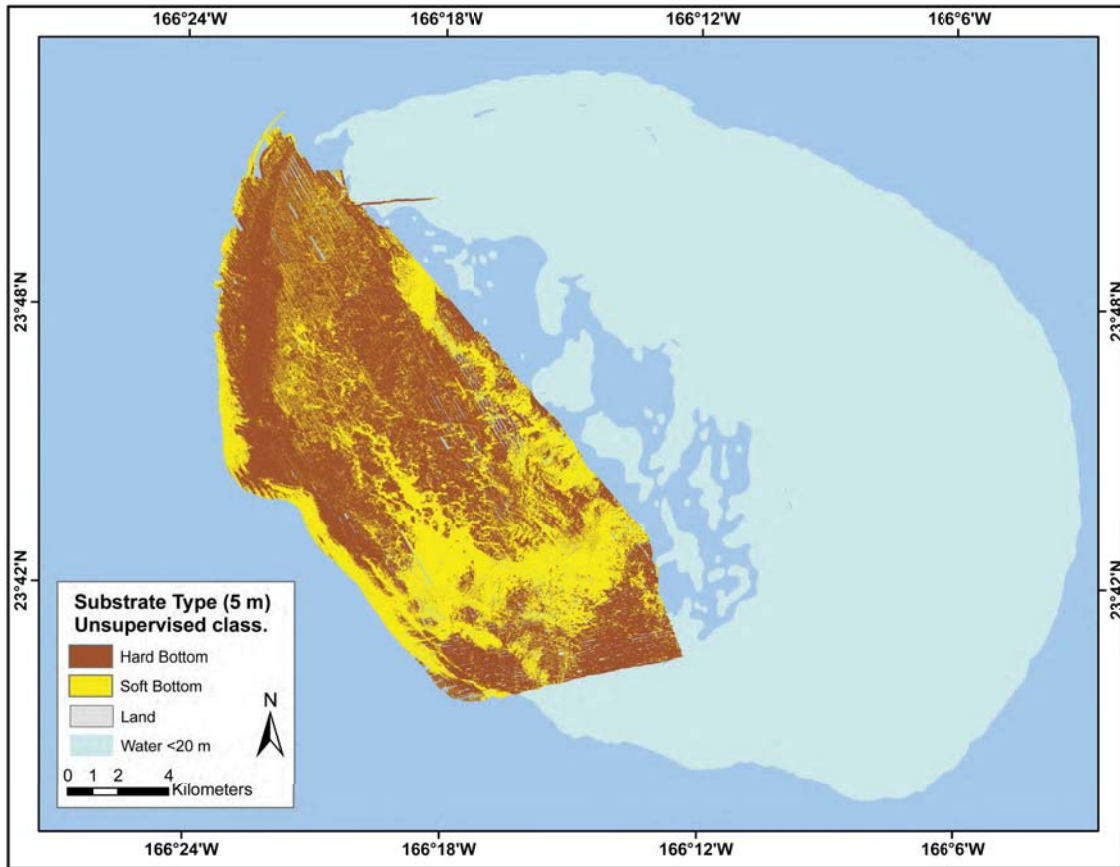 166°24'W 166°18'W 166°12'W 166°6'W
23°48'N 23°48'N
23°42'N 23°42'N
Substrate Type (5 m)
Unsupervised class.
Hard Bottom
Soft Bottom
Land
Water <20 m
N
0 1 2 4
Kilometers
166°24'W 166°18'W 166°12'W 166°6'W